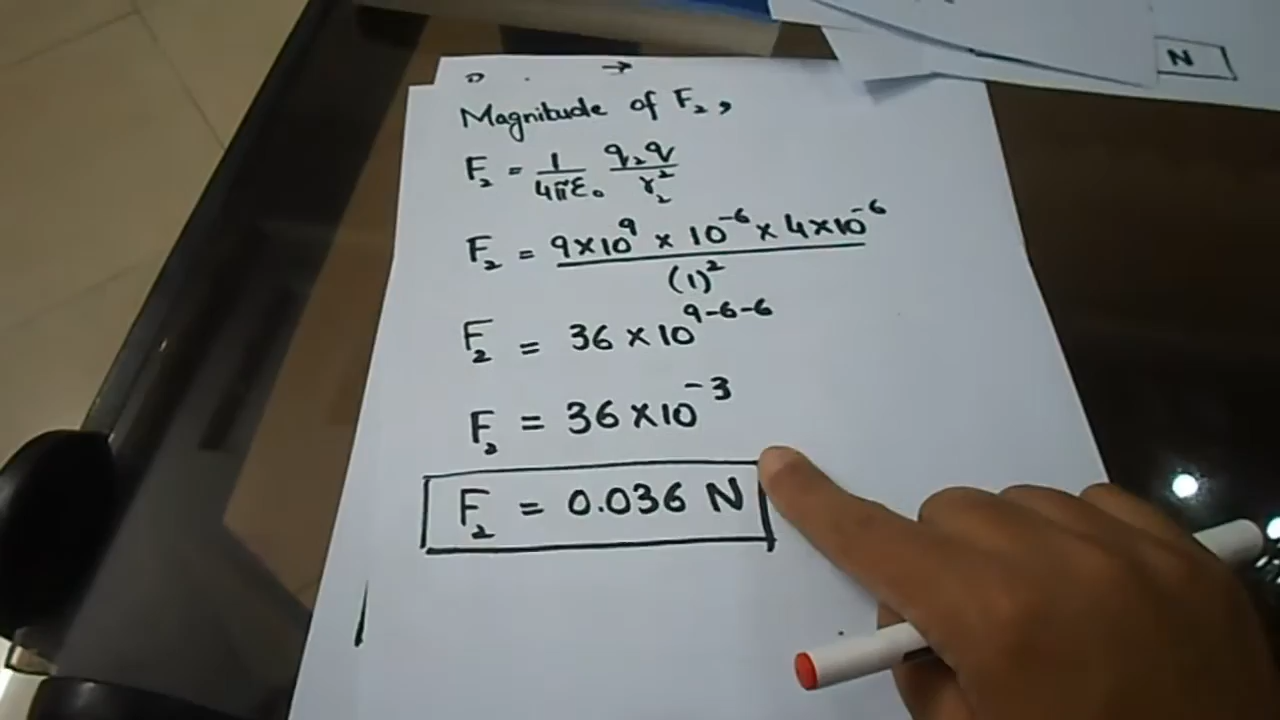 N
Magnitude of F₂,
F₂ = 1/4πε₀ q₂q/r₂²
F₂ = 9×10⁹ × 10⁻⁶ × 4×10⁻⁶/(1)²
F₂ = 36 × 10⁹⁻⁶⁻⁶
F₂ = 36 × 10⁻³
F₂ = 0.036 N